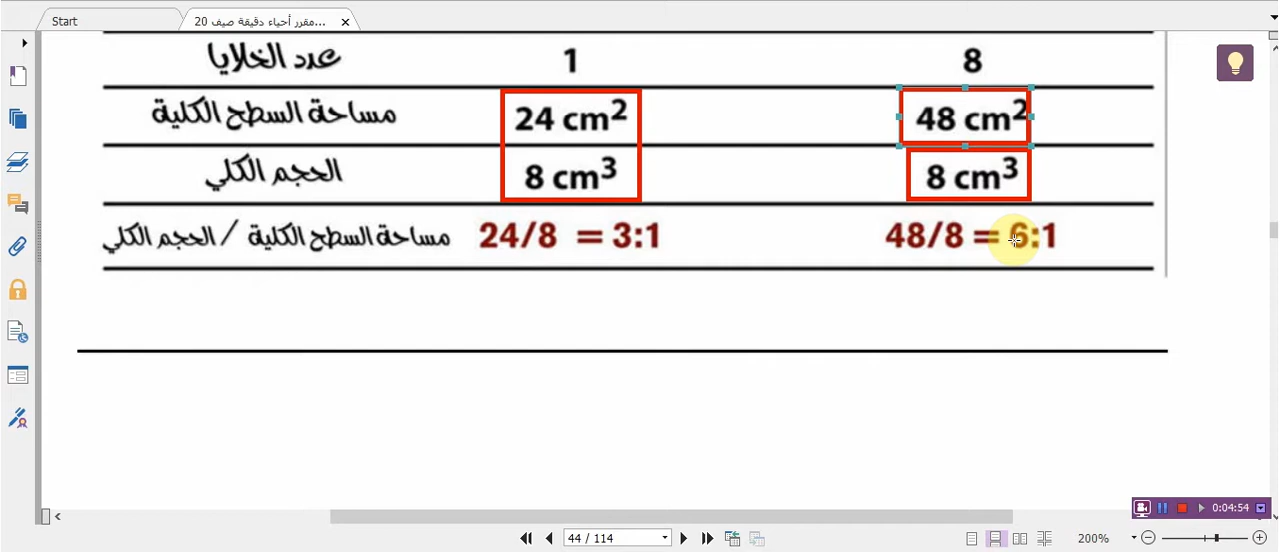 Start
مقرر أحياء دقيقة صيف 20...
عدد الخلايا 1 8
مساحة السطح الكلية 24 cm2 48 cm2
الحجم الكلي 8 cm3 8 cm3
مساحة السطح الكلية / الحجم الكلي 24/8 = 3:1 48/8 = 6:1
0:04:54
44 / 114
200%